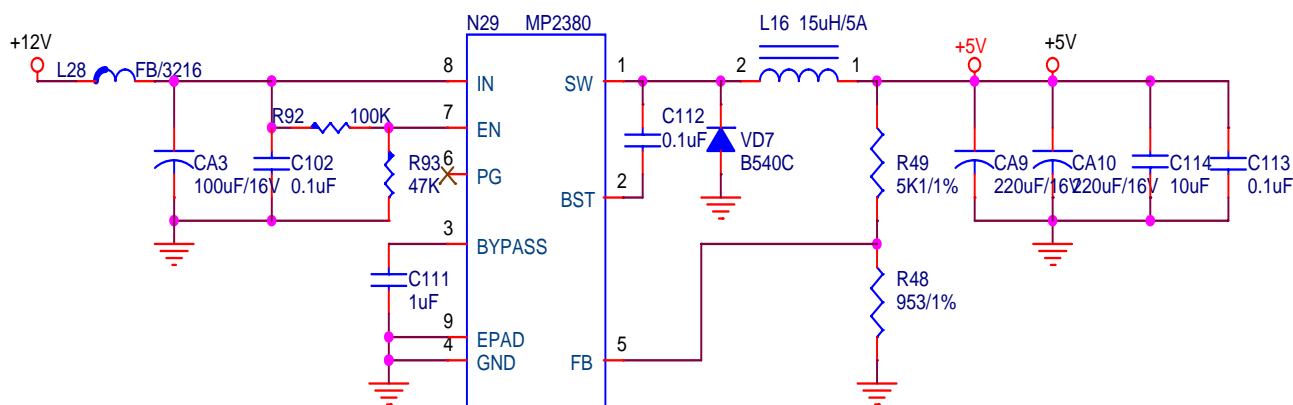 N29 MP2380
L16 15uH/5A
+12V
+5V
+5V
L28 FB/3216
8 IN
SW 1
2 1
R92 100K
7 EN
R93
47K
6 PG
CA3
100uF/16V
C102
0.1uF
C112
0.1uF
VD7
B540C
R49
5K1/1%
CA9
220uF/16V
CA10
220uF/16V
C114
10uF
C113
0.1uF
BST 2
3 BYPASS
C111
1uF
R48
953/1%
9 EPAD
4 GND
FB 5